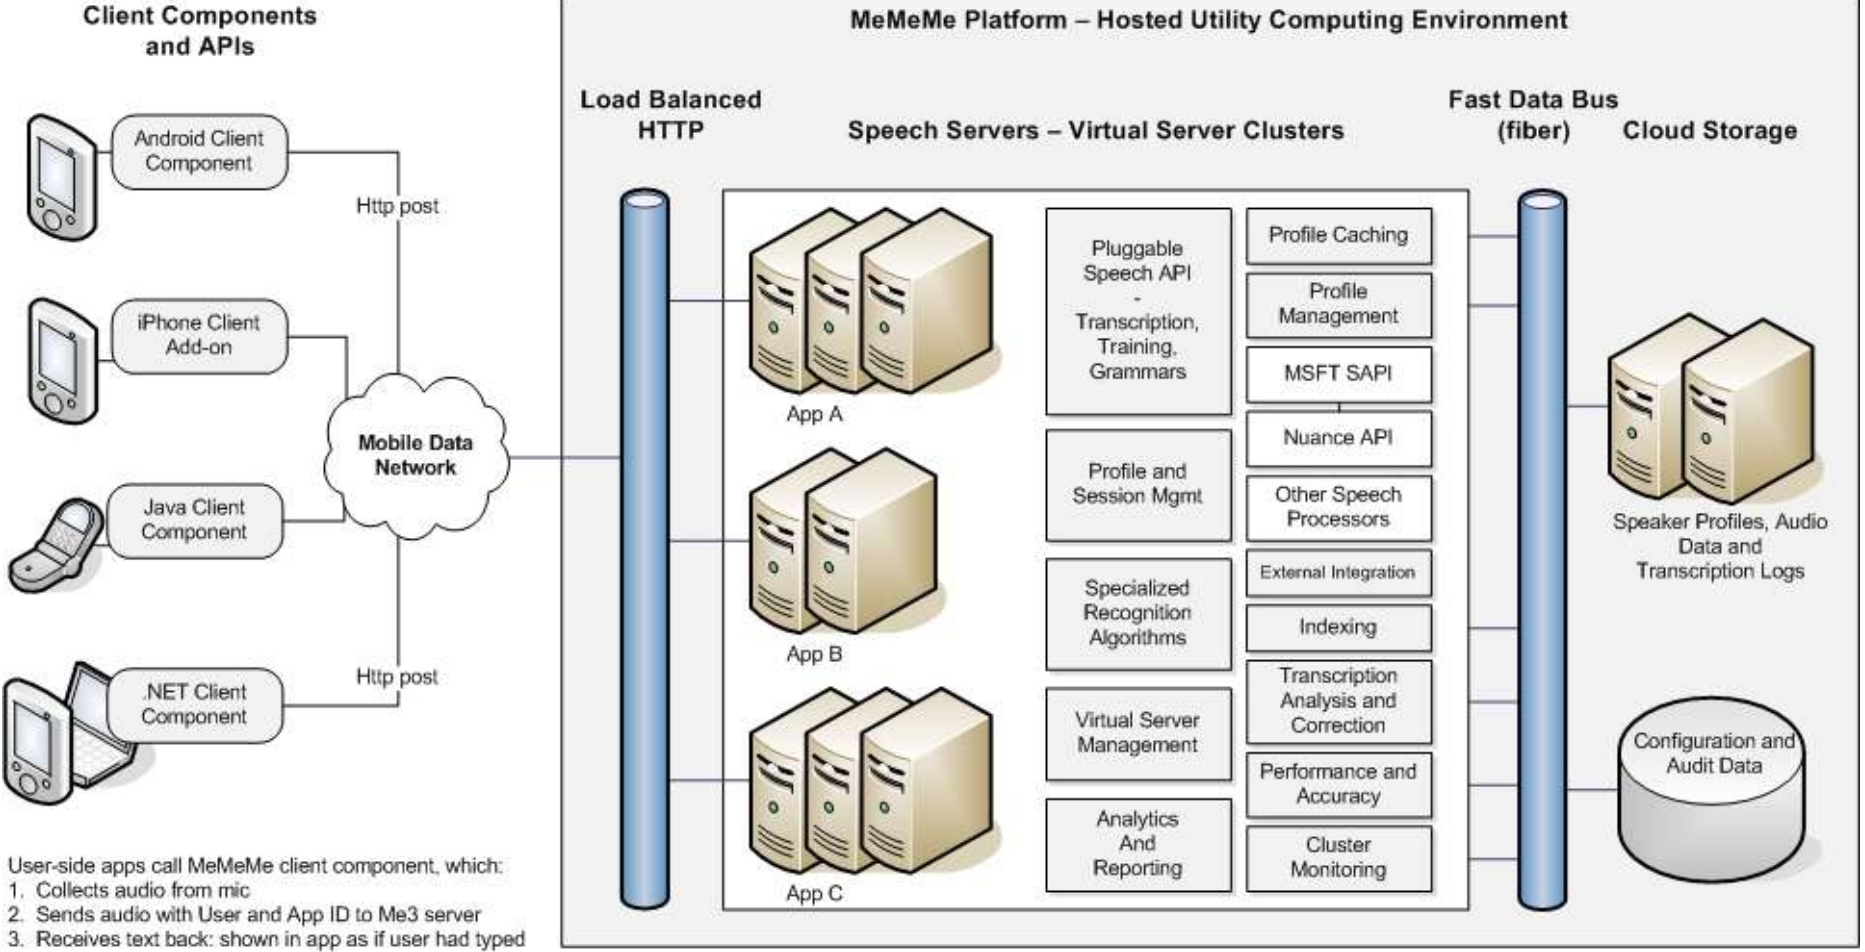 Client Components
and APIs
MeMeMe Platform – Hosted Utility Computing Environment
Load Balanced
HTTP
Speech Servers – Virtual Server Clusters
Fast Data Bus
(fiber)
Cloud Storage
Android Client
Component
Http post
iPhone Client
Add-on
Mobile Data
Network
Java Client
Component
Http post
.NET Client
Component
User-side apps call MeMeMe client component, which:
1. Collects audio from mic
2. Sends audio with User and App ID to Me3 server
3. Receives text back: shown in app as if user had typed
App A
App B
App C
Pluggable
Speech API
-
Transcription,
Training,
Grammars
Profile and
Session Mgmt
Specialized
Recognition
Algorithms
Virtual Server
Management
Analytics
And
Reporting
Profile Caching
Profile
Management
MSFT SAPI
Nuance API
Other Speech
Processors
External Integration
Indexing
Transcription
Analysis and
Correction
Performance and
Accuracy
Cluster
Monitoring
Speaker Profiles, Audio
Data and
Transcription Logs
Configuration and
Audit Data